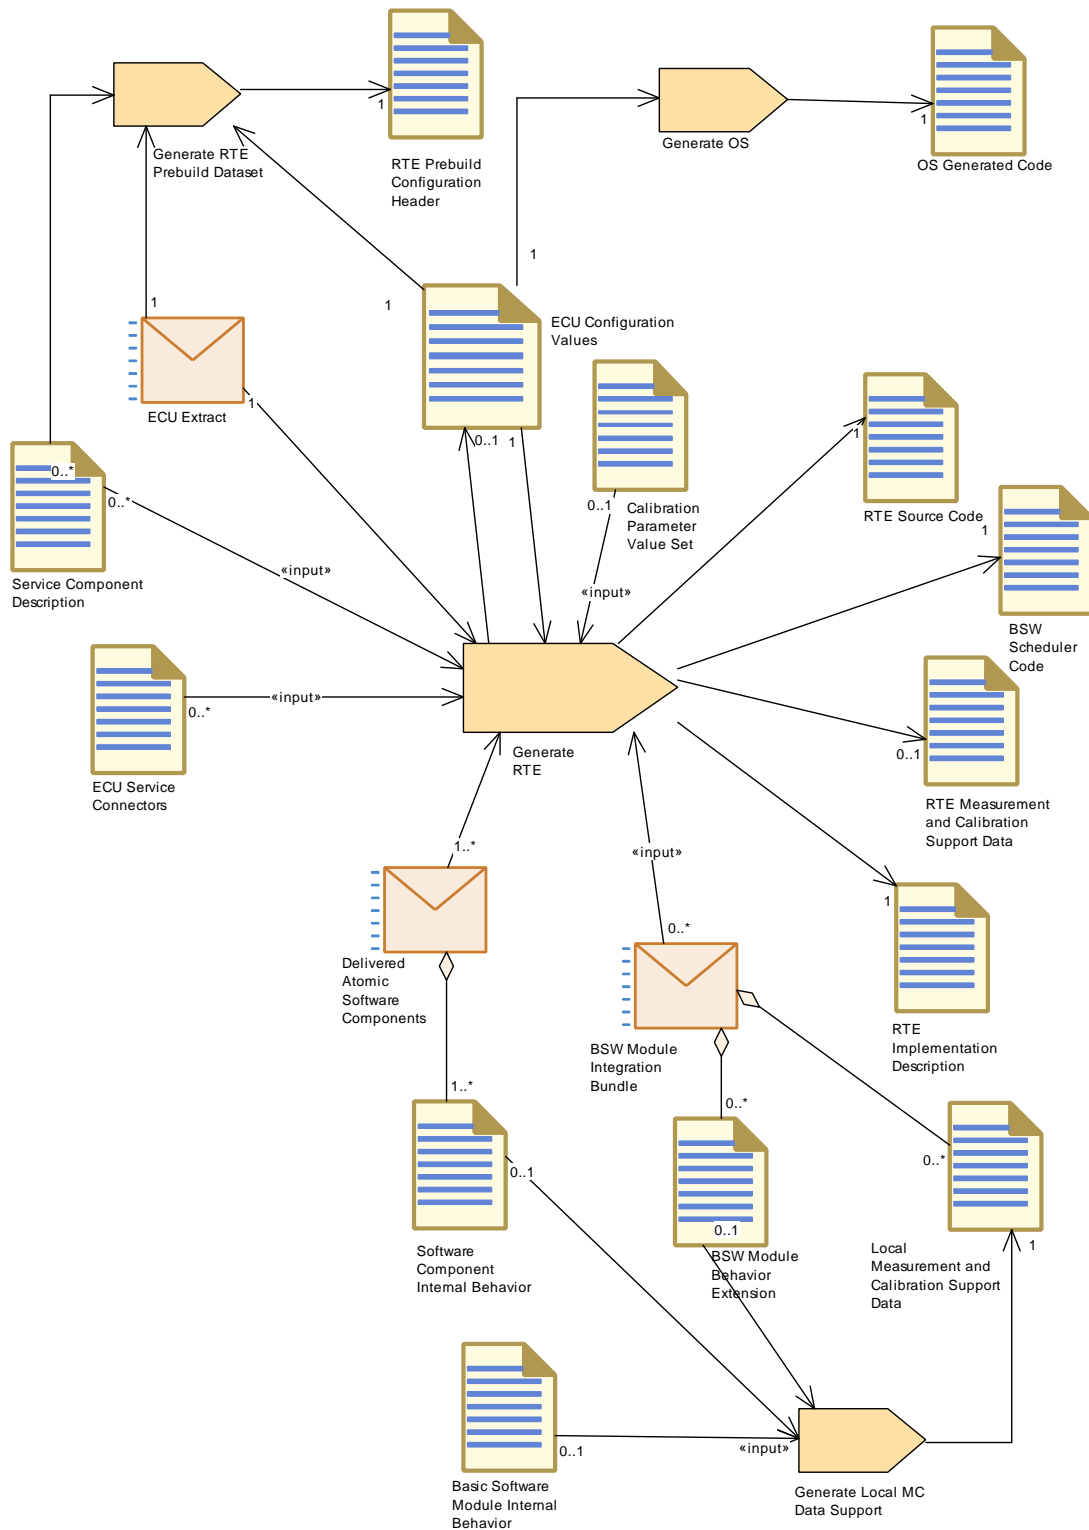 1
Generate RTE
Prebuild Dataset
RTE Prebuild
Configuration
Header
Generate OS
1
OS Generated Code
1
1
1
ECU Configuration
Values
ECU Extract
1
0..1
1
0..*
0..*
«input»
Service Component
Description
0..1
Calibration
Parameter
Value Set
«input»
1
RTE Source Code
1
BSW
Scheduler
Code
ECU Service
Connectors
0..*
«input»
Generate
RTE
0..1
RTE Measurement
and Calibration
Support Data
1..*
«input»
0..*
1
RTE
Implementation
Description
Delivered
Atomic
Software
Components
BSW Module
Integration
Bundle
1..*
0..*
0..*
0..1
Software
Component
Internal Behavior
0..1
BSW Module
Behavior
Extension
1
Local
Measurement and
Calibration Support
Data
0..1
«input»
Basic Software
Module Internal
Behavior
Generate Local MC
Data Support